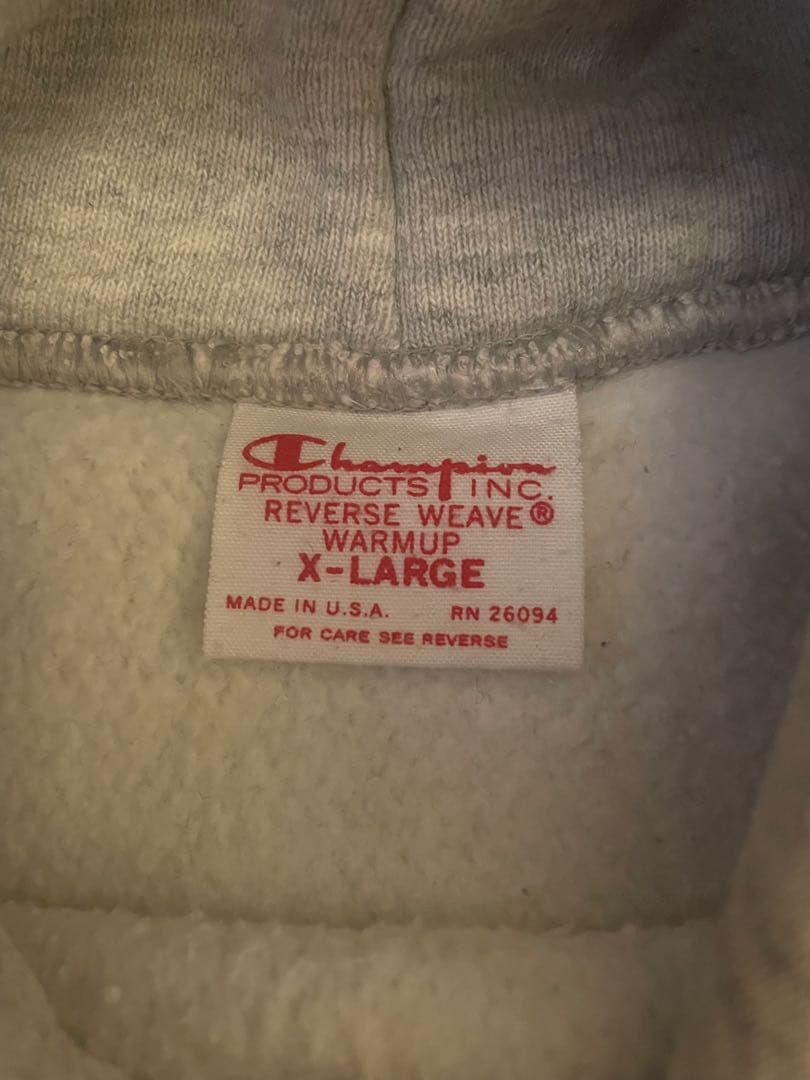 Champion
PRODUCTS INC.
REVERSE WEAVE®
WARMUP
X-LARGE
MADE IN U.S.A. RN 26094
FOR CARE SEE REVERSE